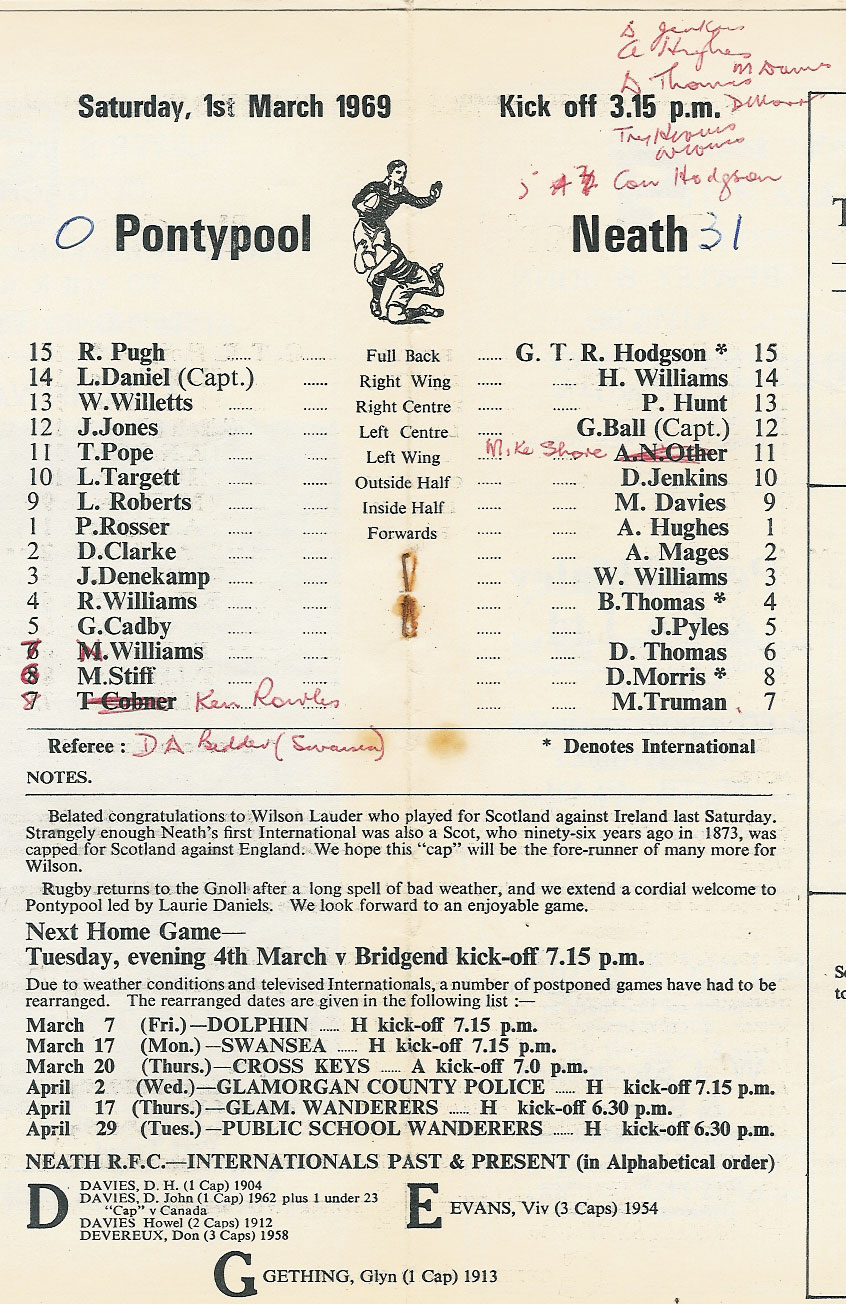 D Jenkins
A Hughes
D Thomas M Davies
D Morris
Saturday, 1st March 1969 Kick off 3.15 p.m.
Try
5 Con Hodgson
0 Pontypool Neath 31
15 R. Pugh ...... ...... Full Back ...... G. T. R. Hodgson * 15
14 L.Daniel (Capt.) ...... Right Wing ...... ...... H. Williams 14
13 W.Willetts ...... ...... Right Centre ...... ...... P. Hunt 13
12 J.Jones ...... ...... Left Centre ...... G.Ball (Capt.) 12
11 T.Pope ...... ...... Left Wing ...... Mike Shore ...... A.N.Other 11
10 L.Targett ...... ...... Outside Half ...... ...... D.Jenkins 10
9 L. Roberts ...... ...... Inside Half ...... ...... M. Davies 9
1 P.Rosser ...... ...... Forwards ...... ...... A. Hughes 1
2 D.Clarke ...... ...... ...... ...... A. Mages 2
3 J.Denekamp ...... ...... ...... ...... W. Williams 3
4 R.Williams ...... ...... ...... ...... B.Thomas * 4
5 G.Cadby ...... ...... ...... ...... J.Pyles 5
6 M.Williams ...... ...... ...... ...... D. Thomas 6
8 M.Stiff ...... ...... ...... ...... D.Morris * 8
7 T Cobner Ken Rowles ...... ...... ...... M.Truman 7
Referee : D A Bedder (Swansea) * Denotes International
NOTES.
Belated congratulations to Wilson Lauder who played for Scotland against Ireland last Saturday.
Strangely enough Neath's first International was also a Scot, who ninety-six years ago in 1873, was
capped for Scotland against England. We hope this "cap" will be the fore-runner of many more for
Wilson.
Rugby returns to the Gnoll after a long spell of bad weather, and we extend a cordial welcome to
Pontypool led by Laurie Daniels. We look forward to an enjoyable game.
Next Home Game—
Tuesday, evening 4th March v Bridgend kick-off 7.15 p.m.
Due to weather conditions and televised Internationals, a number of postponed games have had to be
rearranged. The rearranged dates are given in the following list :—
March 7 (Fri.)—DOLPHIN ...... H kick-off 7.15 p.m.
March 17 (Mon.)—SWANSEA ...... H kick-off 7.15 p.m.
March 20 (Thurs.)—CROSS KEYS ...... A kick-off 7.0 p.m.
April 2 (Wed.)—GLAMORGAN COUNTY POLICE ...... H kick-off 7.15 p.m.
April 17 (Thurs.)—GLAM. WANDERERS ...... H kick-off 6.30 p.m.
April 29 (Tues.)—PUBLIC SCHOOL WANDERERS ...... H kick-off 6.30 p.m.
NEATH R.F.C.—INTERNATIONALS PAST & PRESENT (in Alphabetical order)
D
DAVIES, D. H. (1 Cap) 1904
DAVIES, D. John (1 Cap) 1962 plus 1 under 23
"Cap" v Canada
DAVIES Howel (2 Caps) 1912
DEVEREUX, Don (3 Caps) 1958
E EVANS, Viv (3 Caps) 1954
G GETHING, Glyn (1 Cap) 1913